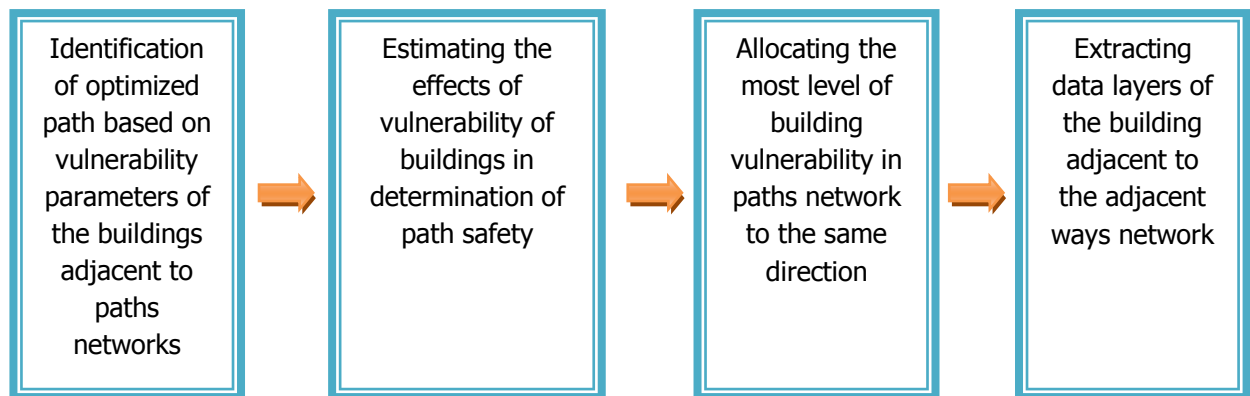 Identification
of optimized
path based on
vulnerability
parameters of
the buildings
adjacent to
paths
networks
Estimating the
effects of
vulnerability of
buildings in
determination of
path safety
Allocating the
most level of
building
vulnerability in
paths network
to the same
direction
Extracting
data layers of
the building
adjacent to
the adjacent
ways network